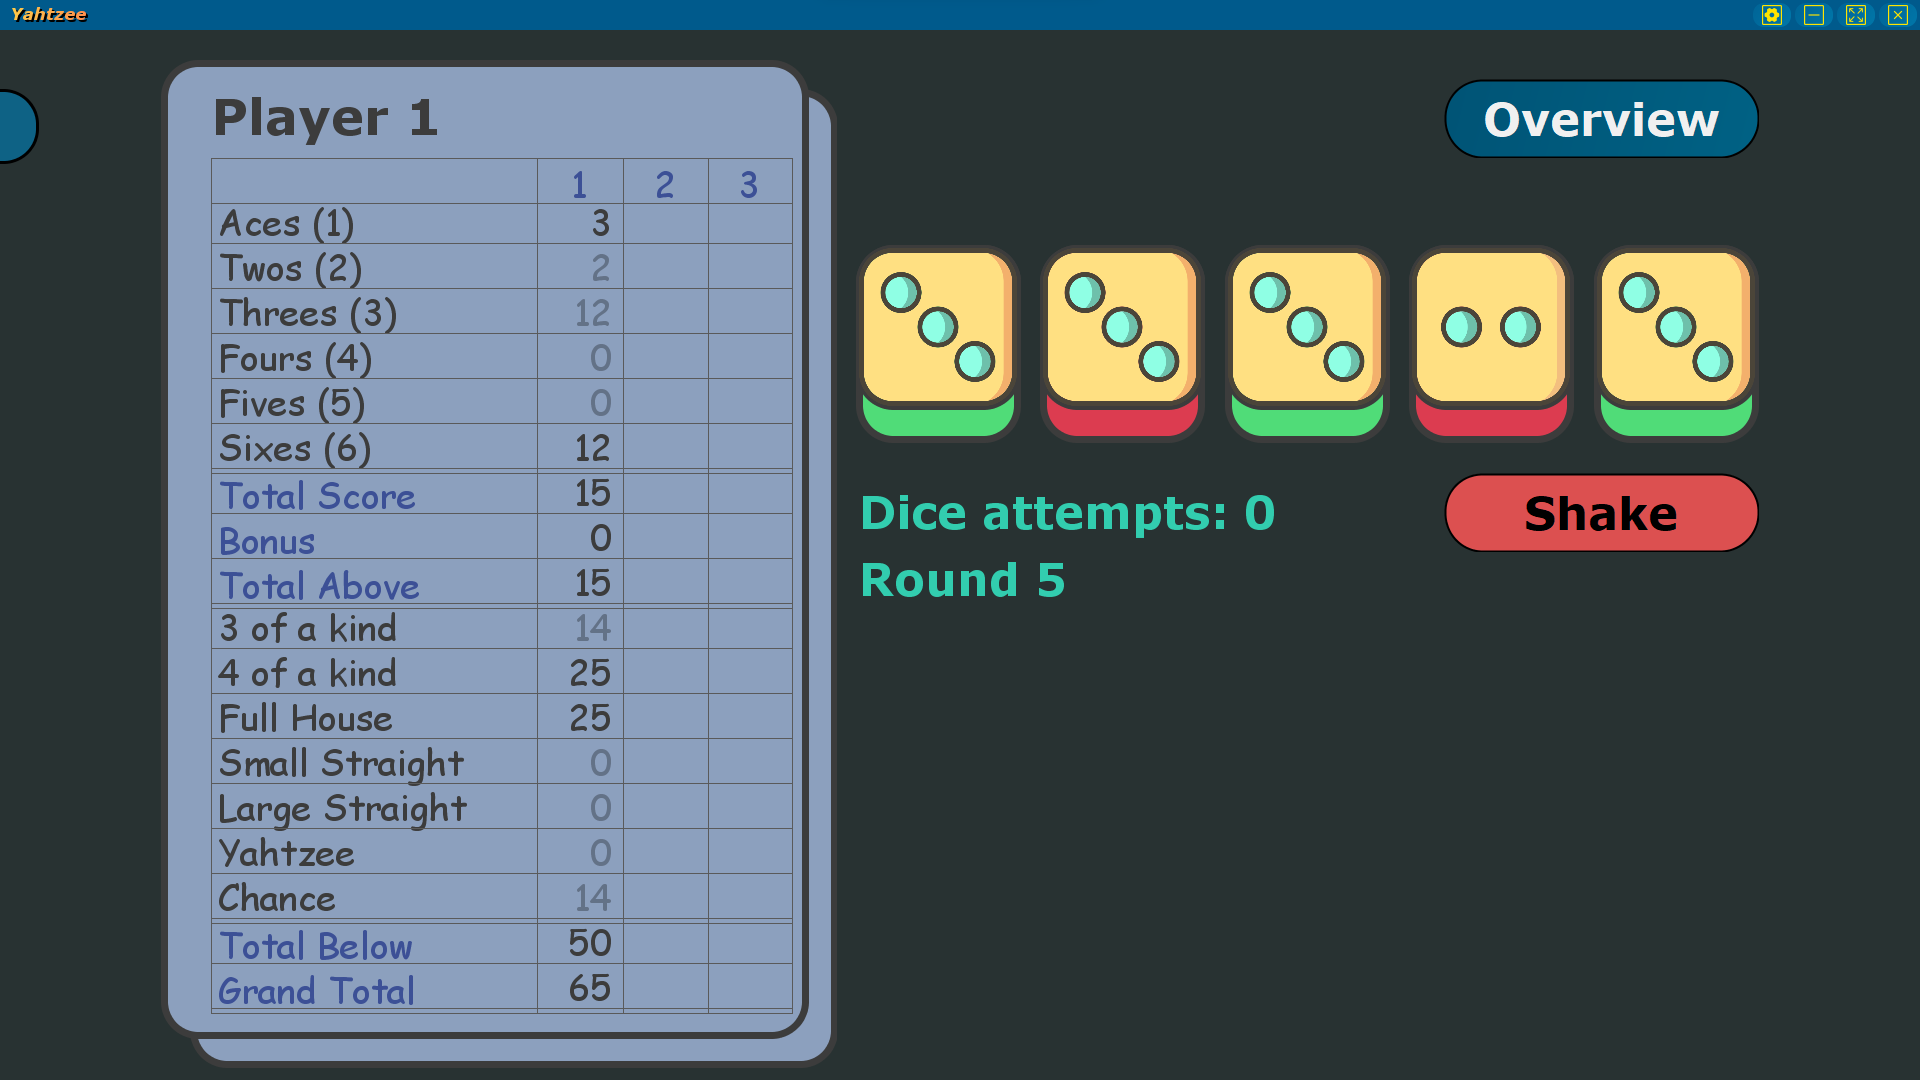 Yahtzee
Player 1
Overview
1 2 3
Aces (1) 3
Twos (2) 2
Threes (3) 12
Fours (4) 0
Fives (5) 0
Sixes (6) 12
Total Score 15
Bonus 0
Total Above 15
3 of a kind 14
4 of a kind 25
Full House 25
Small Straight 0
Large Straight 0
Yahtzee 0
Chance 14
Total Below 50
Grand Total 65
Dice attempts: 0
Shake
Round 5